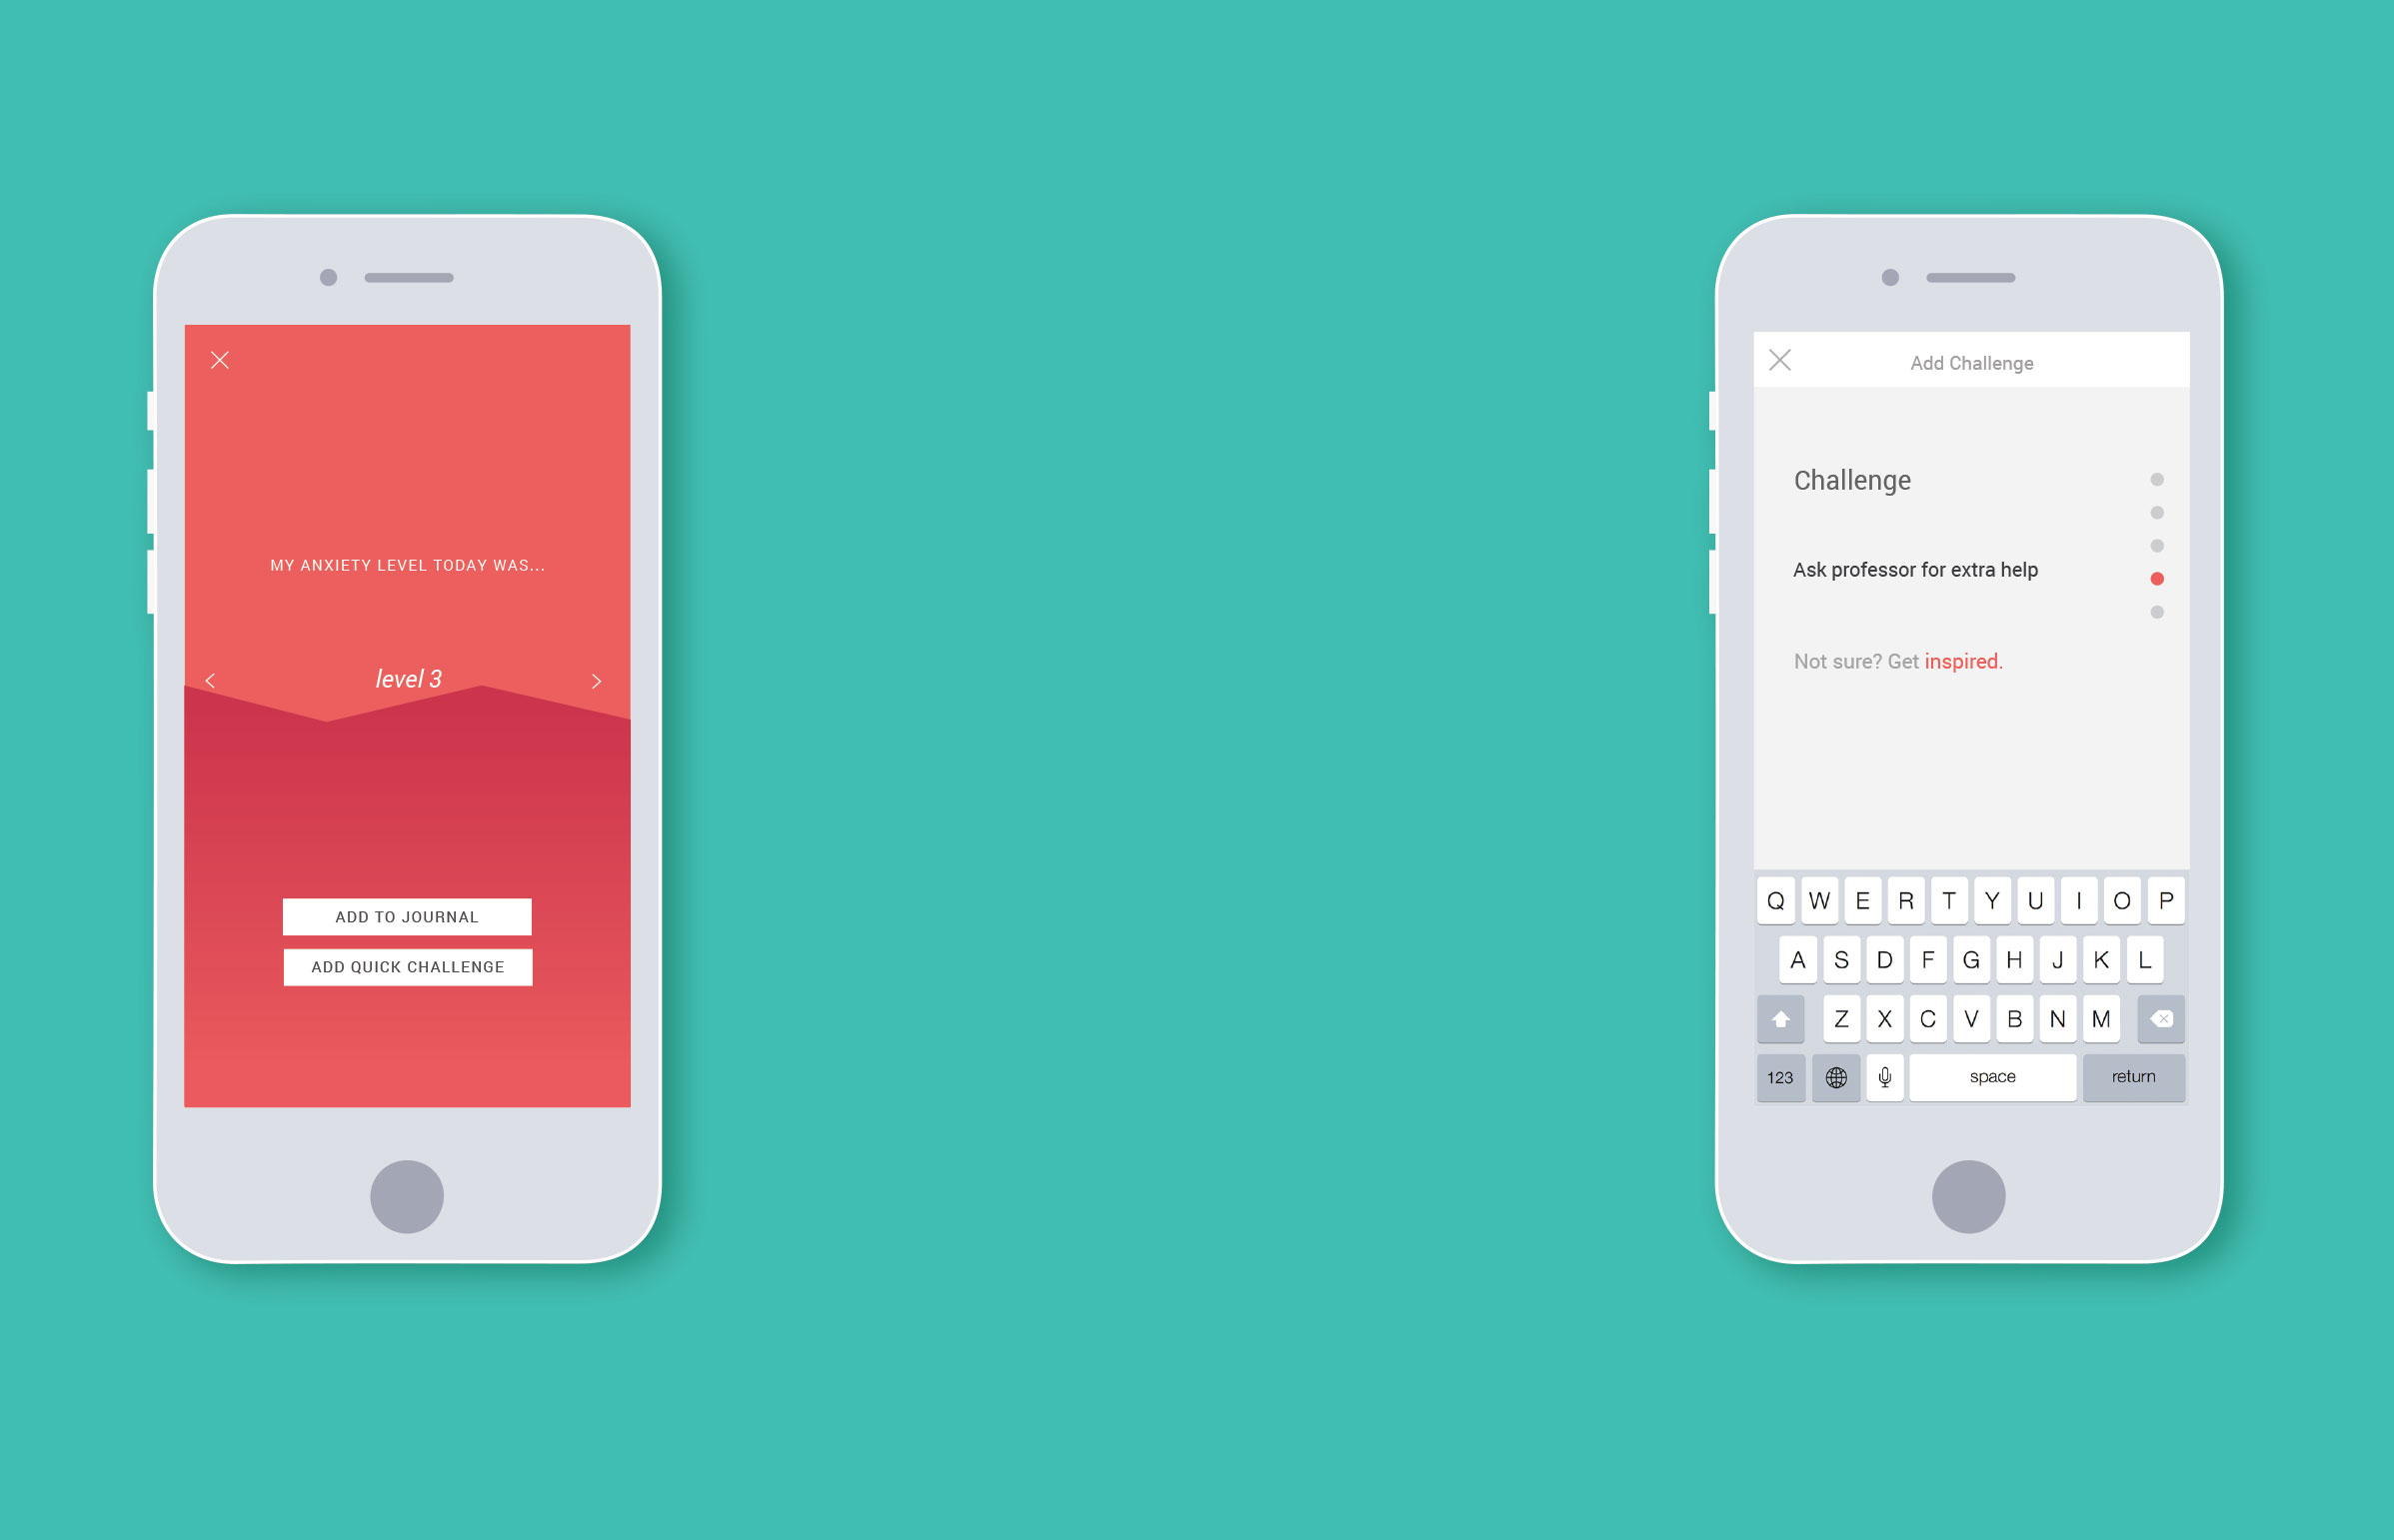 MY ANXIETY LEVEL TODAY WAS...
level 3
ADD TO JOURNAL
ADD QUICK CHALLENGE
Add Challenge
Challenge
Ask professor for extra help
Not sure? Get inspired.
Q W E R T Y U I O P
A S D F G H J K L
Z X C V B N M
123 space return